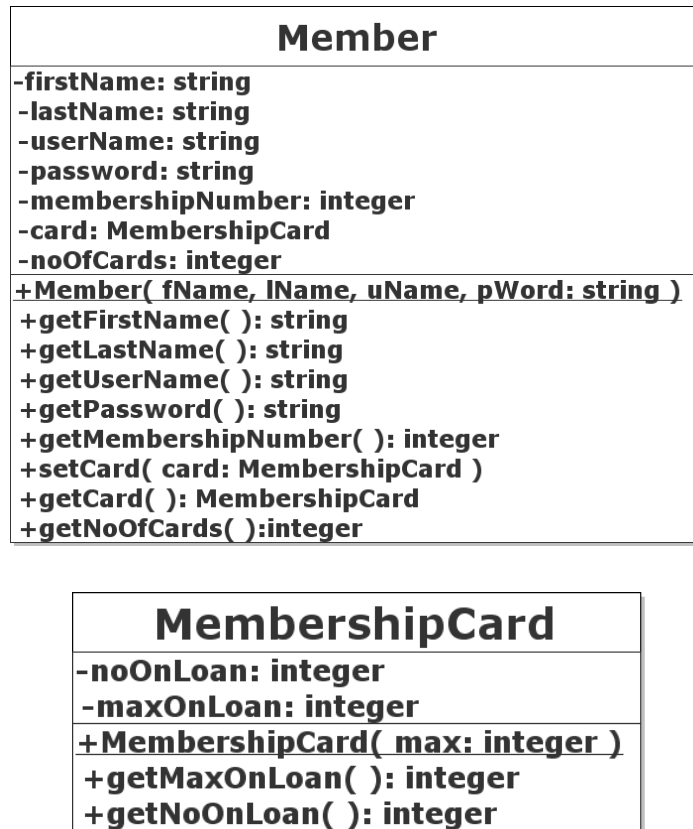 Member
-firstName: string
-lastName: string
-userName: string
-password: string
-membershipNumber: integer
-card: MembershipCard
-noOfCards: integer
+Member( fName, lName, uName, pWord: string )
+getFirstName( ): string
+getLastName( ): string
+getUserName( ): string
+getPassword( ): string
+getMembershipNumber( ): integer
+setCard( card: MembershipCard )
+getCard( ): MembershipCard
+getNoOfCards( ):integer
MembershipCard
-noOnLoan: integer
-maxOnLoan: integer
+MembershipCard( max: integer )
+getMaxOnLoan( ): integer
+getNoOnLoan( ): integer